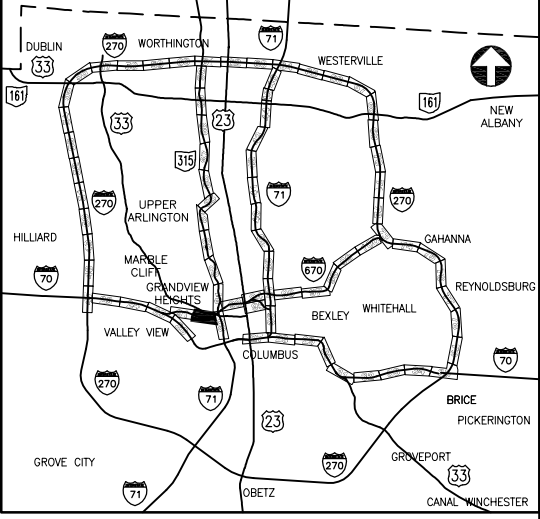 DUBLIN
33
270
WORTHINGTON
71
WESTERVILLE
161
33
23
161
NEW
ALBANY
315
270
UPPER
ARLINGTON
71
270
HILLIARD
GAHANNA
70
MARBLE
CLIFF
670
GRANDVIEW
HEIGHTS
REYNOLDSBURG
BEXLEY
WHITEHALL
VALLEY VIEW
COLUMBUS
70
270
71
BRICE
23
PICKERINGTON
GROVE CITY
270
GROVEPORT
33
71
OBETZ
CANAL WINCHESTER